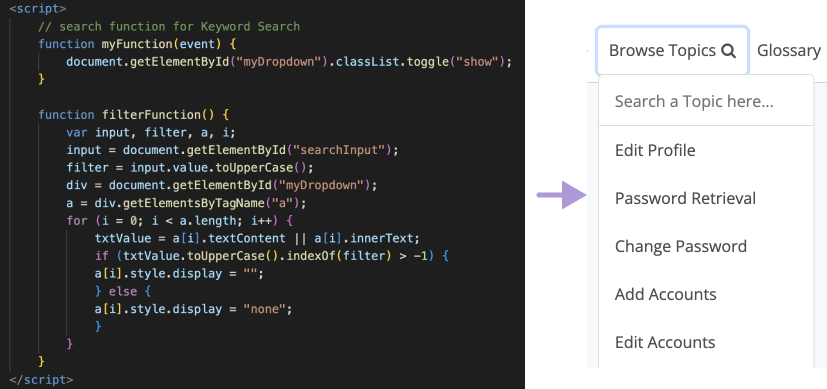 <script>
// search function for Keyword Search
function myFunction(event) {
document.getElementById("myDropdown").classList.toggle("show");
}
function filterFunction() {
var input, filter, a, i;
input = document.getElementById("searchInput");
filter = input.value.toUpperCase();
div = document.getElementById("myDropdown");
a = div.getElementsByTagName("a");
for (i = 0; i < a.length; i++) {
txtValue = a[i].textContent || a[i].innerText;
if (txtValue.toUpperCase().indexOf(filter) > -1) {
a[i].style.display = "";
} else {
a[i].style.display = "none";
}
}
}
</script>
Browse Topics
Glossary
Search a Topic here...
Edit Profile
Password Retrieval
Change Password
Add Accounts
Edit Accounts